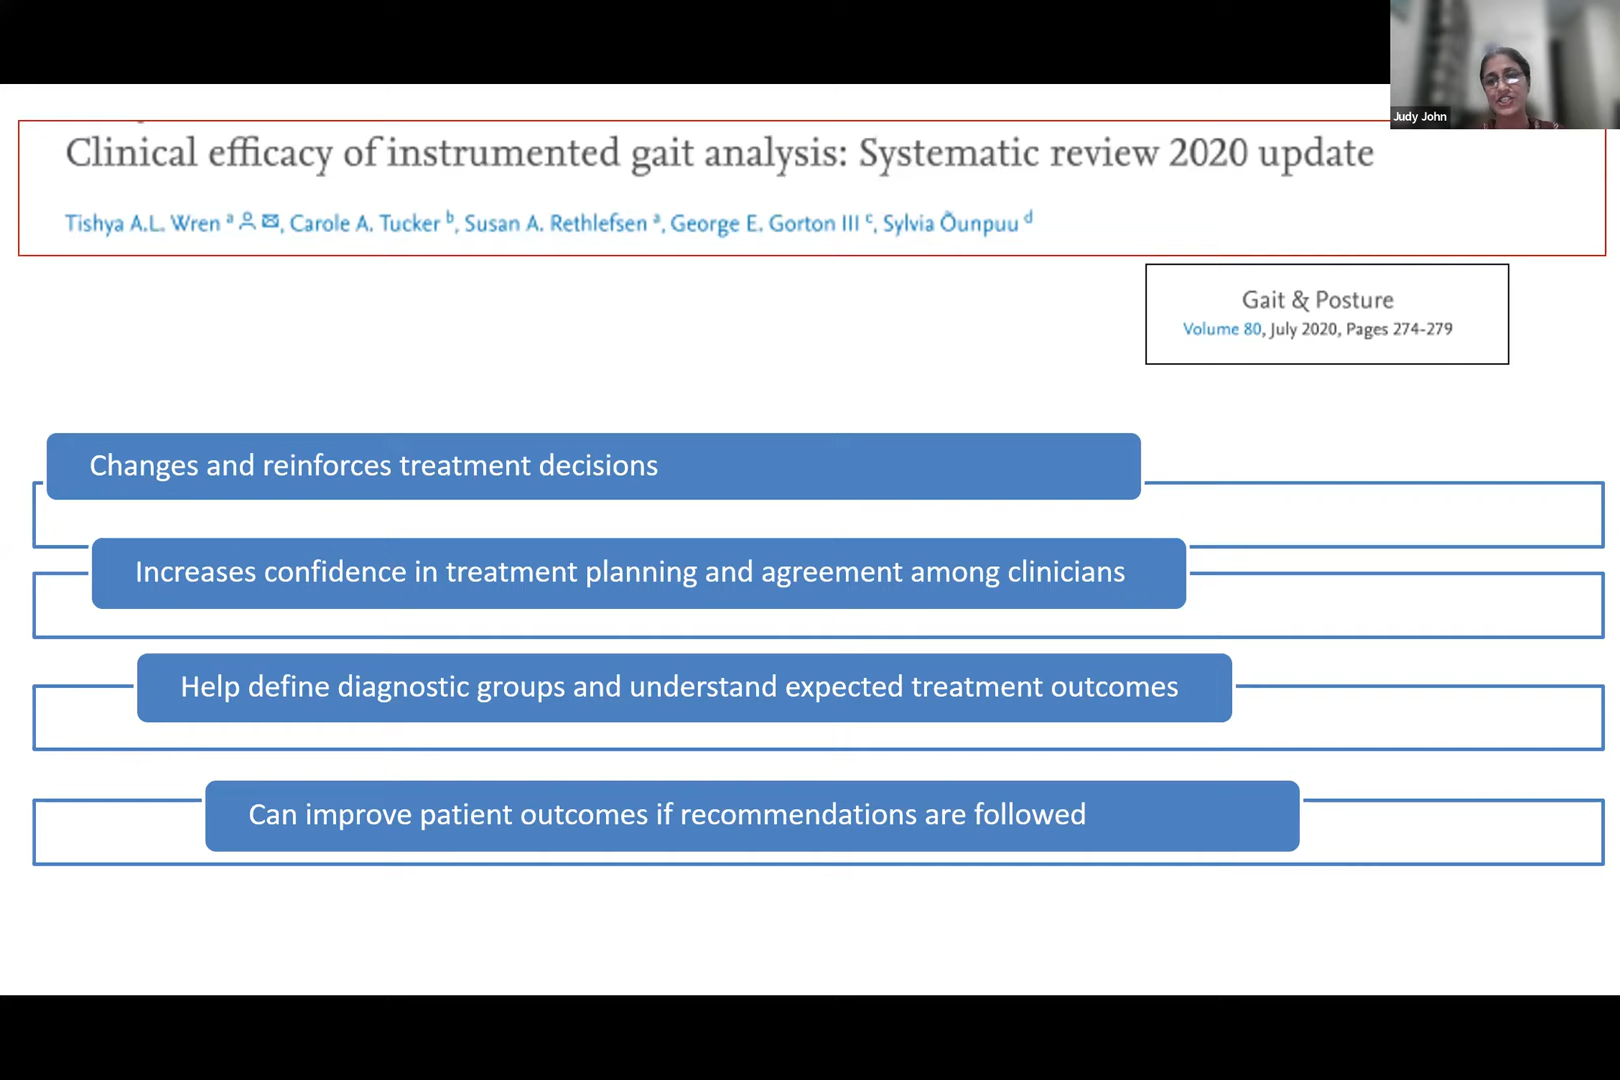 Judy John
Clinical efficacy of instrumented gait analysis: Systematic review 2020 update
Tishya A.L. Wren a, Carole A. Tucker b, Susan A. Rethlefsen a, George E. Gorton III c, Sylvia Õunpuu d
Gait & Posture
Volume 80, July 2020, Pages 274-279
Changes and reinforces treatment decisions
Increases confidence in treatment planning and agreement among clinicians
Help define diagnostic groups and understand expected treatment outcomes
Can improve patient outcomes if recommendations are followed